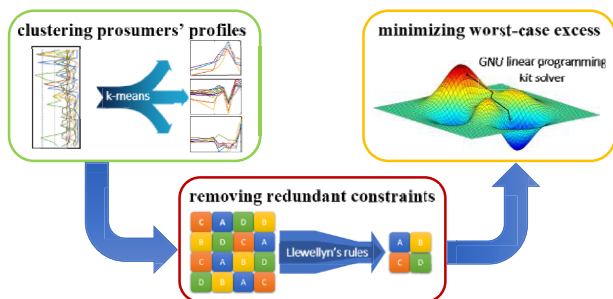 clustering prosumers' profiles
k-means
minimizing worst-case excess
GNU linear programming
kit solver
removing redundant constraints
C A D B
B D C A
C A B D
D B A C
Llewellyn's rules
A B
C D